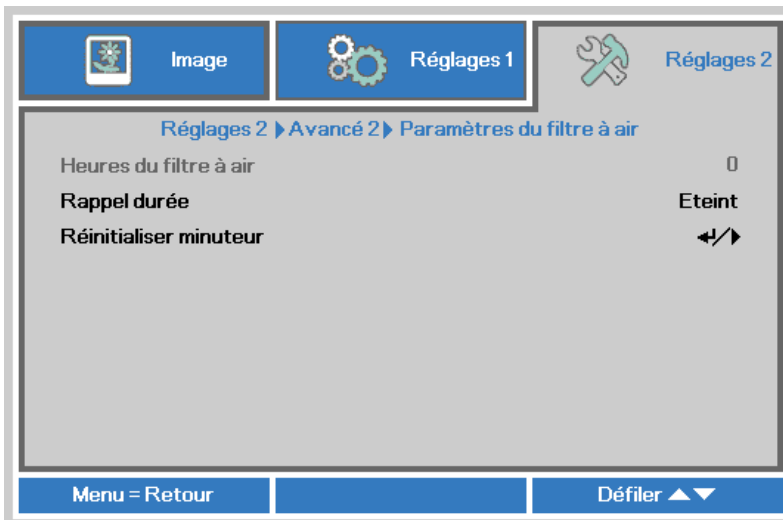 Image
Réglages 1
Réglages 2
Réglages 2 Avancé 2 Paramètres du filtre à air
Heures du filtre à air 0
Rappel durée Eteint
Réinitialiser minuteur
Menu = Retour
Défiler